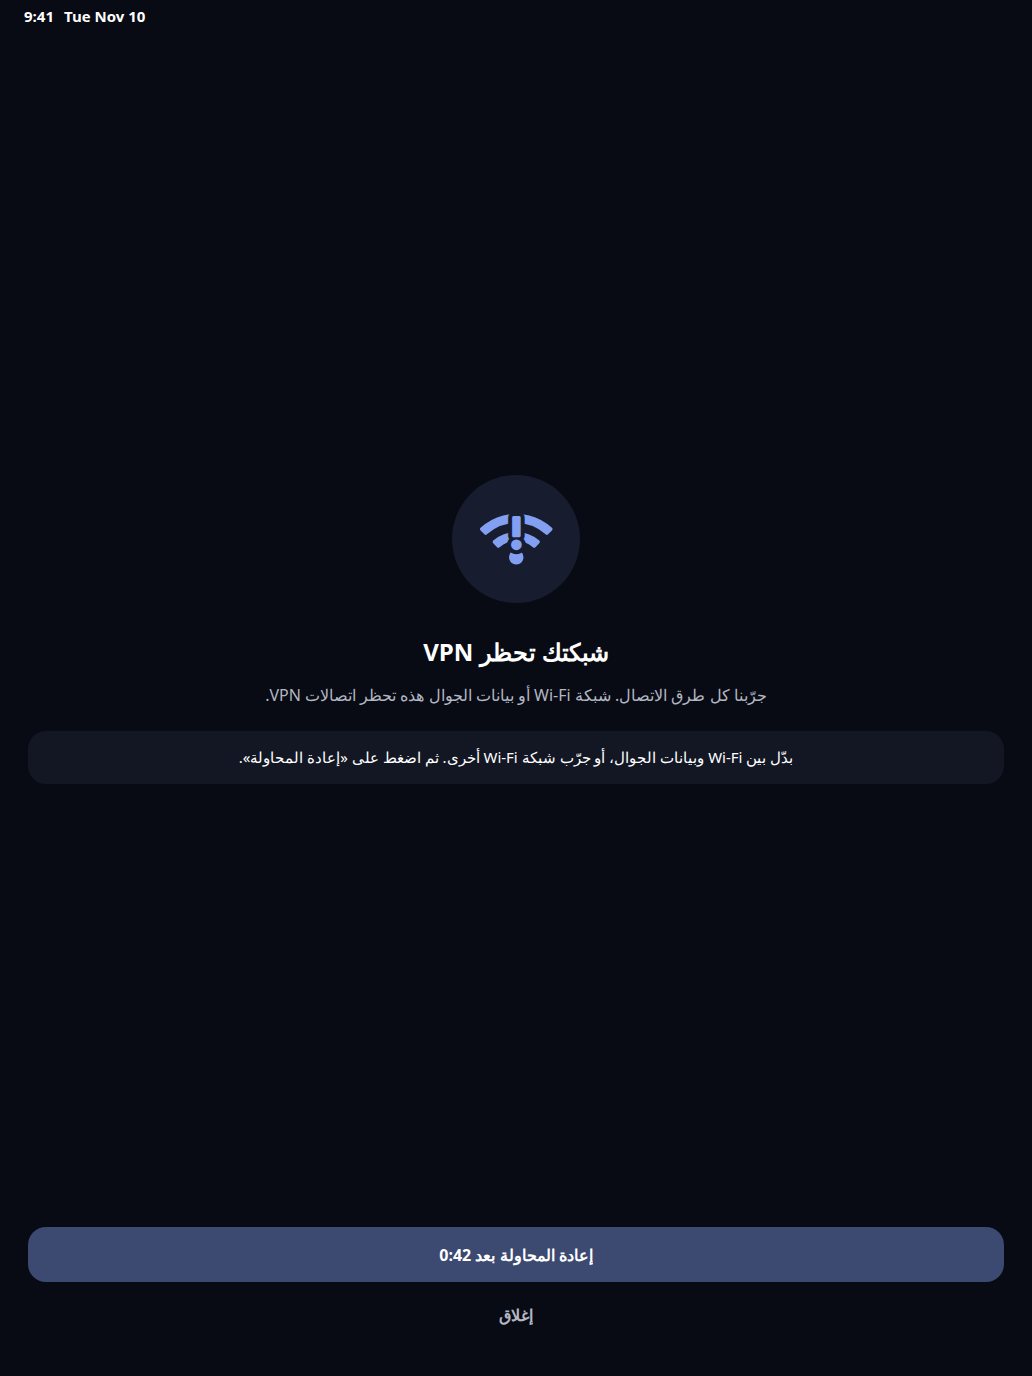 9:41 Tue Nov 10
شبكتك تحظر VPN
جرّبنا كل طرق الاتصال. شبكة Wi-Fi أو بيانات الجوال هذه تحظر اتصالات VPN.
بدّل بين Wi-Fi وبيانات الجوال، أو جرّب شبكة Wi-Fi أخرى. ثم اضغط على «إعادة المحاولة».
إعادة المحاولة بعد 0:42
إغلاق